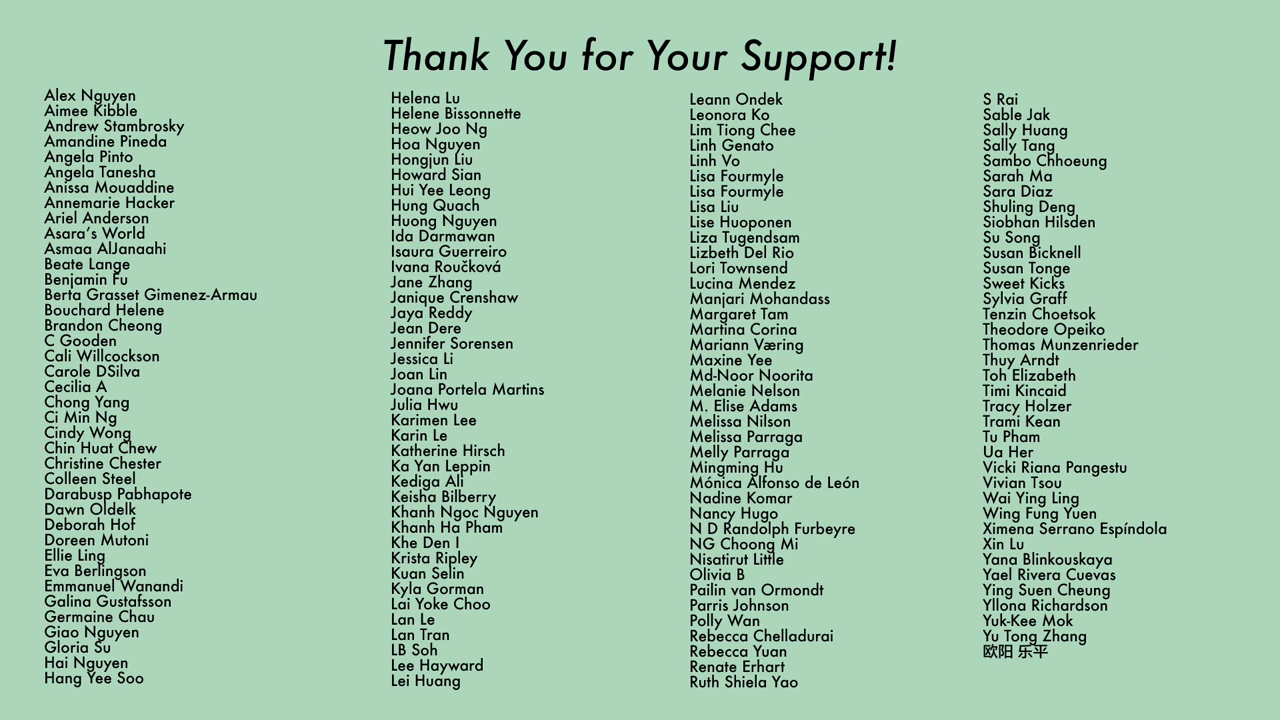 Thank You for Your Support!
Alex Nguyen
Aimee Kibble
Andrew Stambrosky
Amandine Pineda
Angela Pinto
Angela Tanesha
Anissa Mouaddine
Annemarie Hacker
Ariel Anderson
Asara's World
Asmaa AlJanaahi
Beate Lange
Benjamin Fu
Berta Grasset Gimenez-Armau
Bouchard Helene
Brandon Cheong
C Gooden
Cali Willcockson
Carole DSilva
Cecilia A
Chong Yang
Ci Min Ng
Cindy Wong
Chin Huat Chew
Christine Chester
Colleen Steel
Darabusp Pabhapote
Dawn Oldelk
Deborah Hof
Doreen Mutoni
Ellie Ling
Eva Berlingson
Emmanuel Wanandi
Galina Gustafsson
Germaine Chau
Giao Nguyen
Gloria Su
Hai Nguyen
Hang Yee Soo
Helena Lu
Helene Bissonnette
Heow Joo Ng
Hoa Nguyen
Hongjun Liu
Howard Sian
Hui Yee Leong
Hung Quach
Huong Nguyen
Ida Darmawan
Isaura Guerreiro
Ivana Roučková
Jane Zhang
Janique Crenshaw
Jaya Reddy
Jean Dere
Jennifer Sorensen
Jessica Li
Joan Lin
Joana Portela Martins
Julia Hwu
Karimen Lee
Karin Le
Katherine Hirsch
Ka Yan Leppin
Kediga Ali
Keisha Bilberry
Khanh Ngoc Nguyen
Khanh Ha Pham
Khe Den I
Krista Ripley
Kuan Selin
Kyla Gorman
Lai Yoke Choo
Lan Le
Lan Tran
LB Soh
Lee Hayward
Lei Huang
Leann Ondek
Leonora Ko
Lim Tiong Chee
Linh Genato
Linh Vo
Lisa Fourmyle
Lisa Fourmyle
Lisa Liu
Lise Huoponen
Liza Tugendsam
Lizbeth Del Rio
Lori Townsend
Lucina Mendez
Manjari Mohandass
Margaret Tam
Martina Corina
Mariann Væring
Maxine Yee
Md-Noor Noorita
Melanie Nelson
M. Elise Adams
Melissa Nilson
Melissa Parraga
Melly Parraga
Mingming Hu
Mónica Alfonso de León
Nadine Komar
Nancy Hugo
N D Randolph Furbeyre
NG Choong Mi
Nisatirut Little
Olivia B
Pailin van Ormondt
Parris Johnson
Polly Wan
Rebecca Chelladurai
Rebecca Yuan
Renate Erhart
Ruth Shiela Yao
S Rai
Sable Jak
Sally Huang
Sally Tang
Sambo Chhoeung
Sarah Ma
Sara Diaz
Shuling Deng
Siobhan Hilsden
Su Song
Susan Bicknell
Susan Tonge
Sweet Kicks
Sylvia Graff
Tenzin Choetsok
Theodore Opeiko
Thomas Munzenrieder
Thuy Arndt
Toh Elizabeth
Timi Kincaid
Tracy Holzer
Trami Kean
Tu Pham
Ua Her
Vicki Riana Pangestu
Vivian Tsou
Wai Ying Ling
Wing Fung Yuen
Ximena Serrano Espíndola
Xin Lu
Yana Blinkouskaya
Yael Rivera Cuevas
Ying Suen Cheung
Yllona Richardson
Yuk-Kee Mok
Yu Tong Zhang
欧阳 乐平